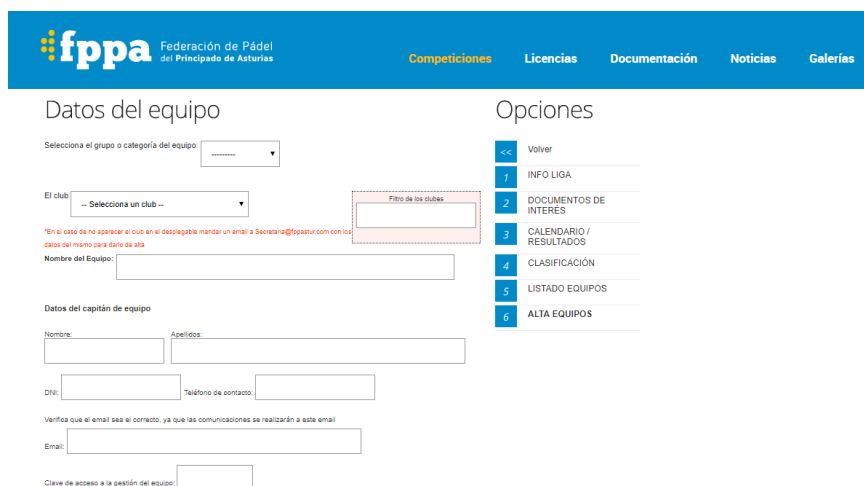 fppa
Federación de Pádel
del Principado de Asturias
Competiciones
Licencias
Documentación
Noticias
Galerías
Datos del equipo
Selecciona el grupo o categoría del equipo:
---------
El club
-- Selecciona un club --
Filtro de los clubes
*En el caso de no aparecer el club en el desplegable mandar un email a Secretaria@fppastur.com con los
datos del mismo para darlo de alta
Nombre del Equipo:
Datos del capitán de equipo
Nombre:
Apellidos:
DNI:
Teléfono de contacto:
Verifica que el email sea el correcto, ya que las comunicaciones se realizarán a este email
Email:
Clave de acceso a la gestión del equipo:
Opciones
<< Volver
1 INFO LIGA
2 DOCUMENTOS DE
INTERÉS
3 CALENDARIO /
RESULTADOS
4 CLASIFICACIÓN
5 LISTADO EQUIPOS
6 ALTA EQUIPOS